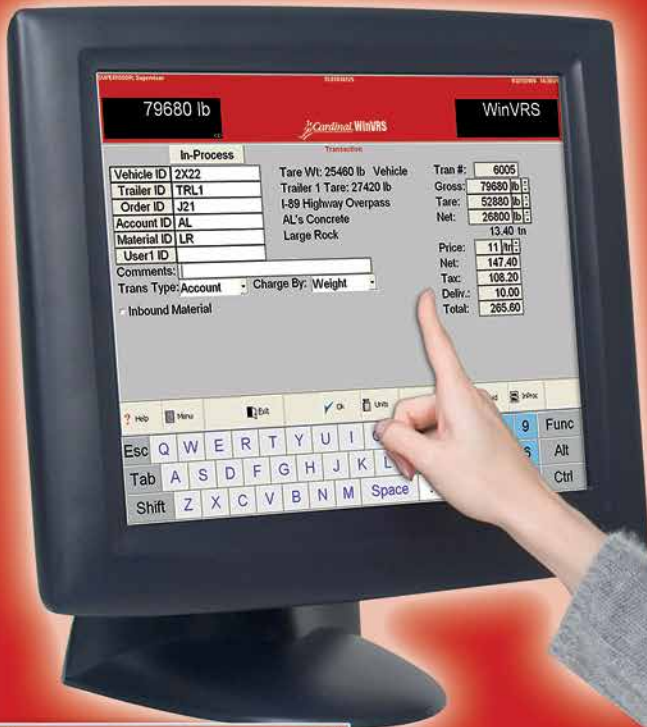 SUPERVISOR, Supervisor
79680 lb
Cardinal WinVRS
WinVRS
In-Process
Transaction
Vehicle ID 2X22 Tare Wt: 25460 lb Vehicle Tran #: 6005
Trailer ID TRL1 Trailer 1 Tare: 27420 lb Gross: 79680 lb
Order ID J21 I-89 Highway Overpass Tare: 52880 lb
Account ID AL AL's Concrete Net: 26800 lb
Material ID LR Large Rock 13.40 tn
User1 ID Price: 11 /tn
Comments: Net: 147.40
Trans Type: Account Charge By: Weight Tax: 108.20
Deliv.: 10.00
Inbound Material Total: 265.60
? Help Menu Exit Ok Units InProc
Esc Q W E R T Y U I 9 Func
Tab A S D F G H J K L Alt
Shift Z X C V B N M Space Ctrl